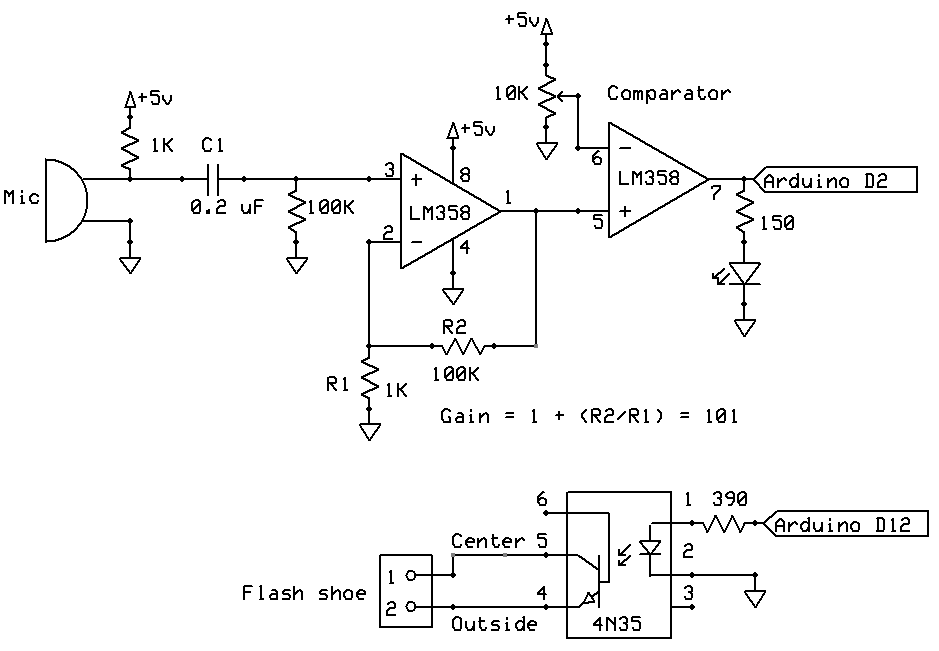 +5v
10K
Comparator
+5v
1K
C1
+5v
Mic
0.2 uF
100K
3
+
8
LM358
1
2
-
4
6
-
LM358
5
+
7
Arduino D2
150
R2
100K
R1
1K
Gain = 1 + (R2/R1) = 101
6
1
390
Arduino D12
Center 5
2
Flash shoe
1
2
4
3
Outside
4N35